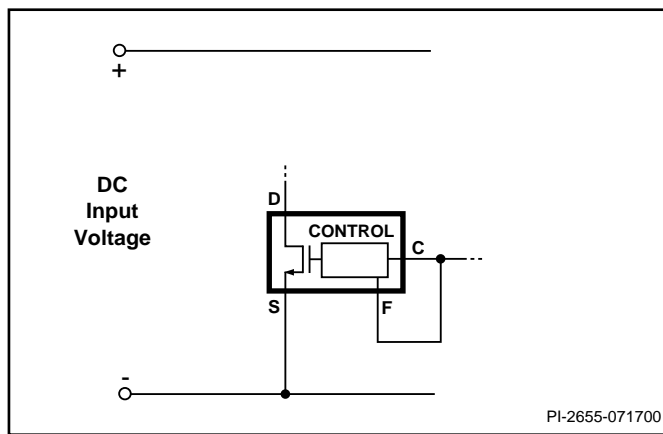 +
DC
Input
Voltage
D
CONTROL
C
S
F
-
PI-2655-071700